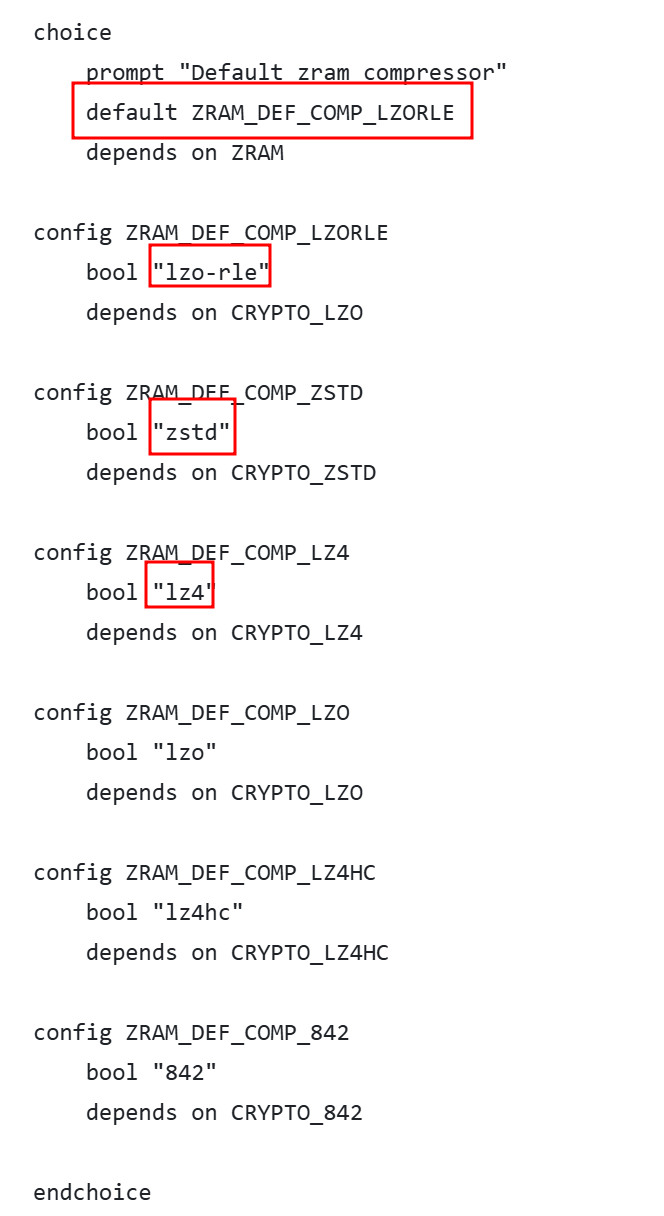 choice
prompt "Default zram compressor"
default ZRAM_DEF_COMP_LZORLE
depends on ZRAM
config ZRAM_DEF_COMP_LZORLE
bool "lzo-rle"
depends on CRYPTO_LZO
config ZRAM_DEF_COMP_ZSTD
bool "zstd"
depends on CRYPTO_ZSTD
config ZRAM_DEF_COMP_LZ4
bool "lz4"
depends on CRYPTO_LZ4
config ZRAM_DEF_COMP_LZO
bool "lzo"
depends on CRYPTO_LZO
config ZRAM_DEF_COMP_LZ4HC
bool "lz4hc"
depends on CRYPTO_LZ4HC
config ZRAM_DEF_COMP_842
bool "842"
depends on CRYPTO_842
endchoice